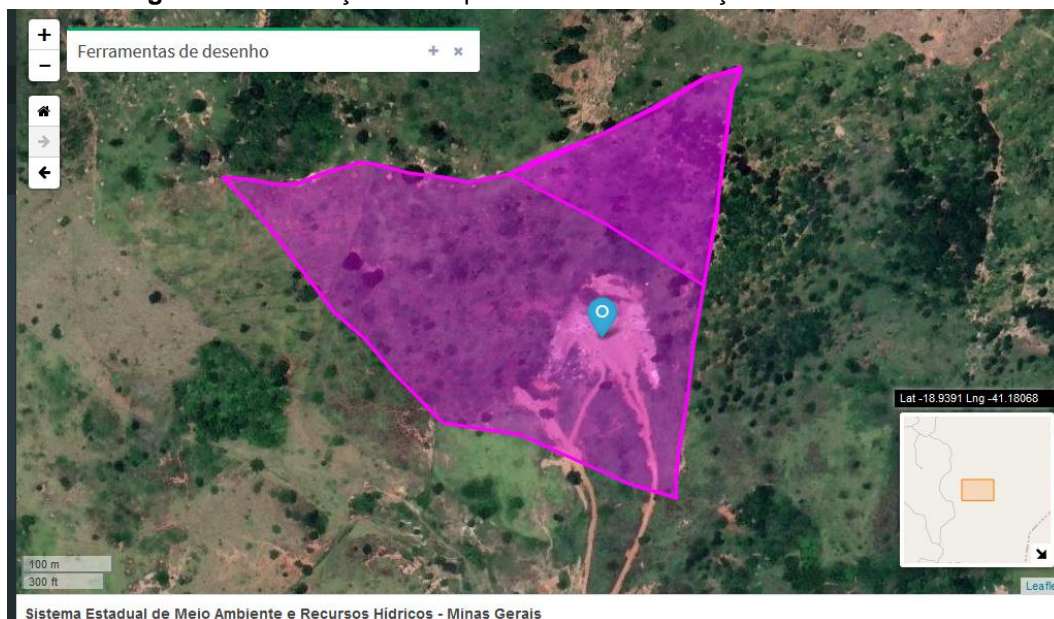 +
Ferramentas de desenho + ×
−
Lat -18.9391 Lng -41.18068
100 m
300 ft
Leafle
Sistema Estadual de Meio Ambiente e Recursos Hídricos - Minas Gerais